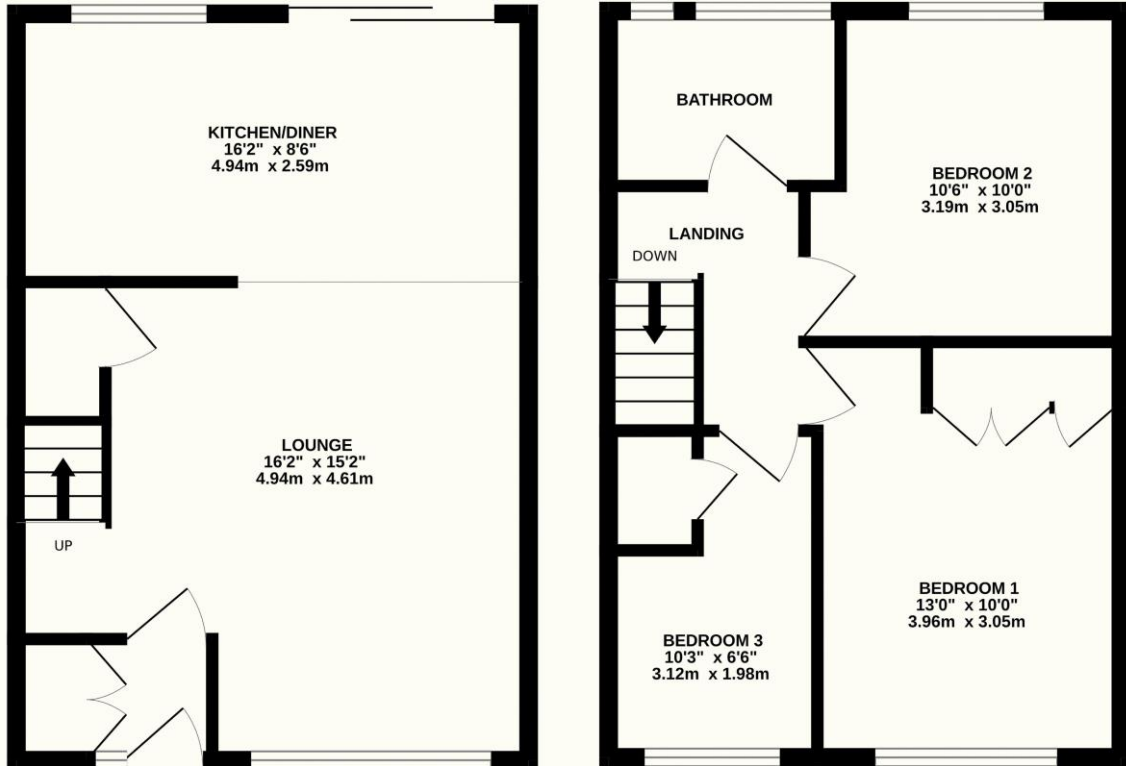 KITCHEN/DINER
16'2" x 8'6"
4.94m x 2.59m
LOUNGE
16'2" x 15'2"
4.94m x 4.61m
UP
BATHROOM
BEDROOM 2
10'6" x 10'0"
3.19m x 3.05m
LANDING
DOWN
BEDROOM 1
13'0" x 10'0"
3.96m x 3.05m
BEDROOM 3
10'3" x 6'6"
3.12m x 1.98m